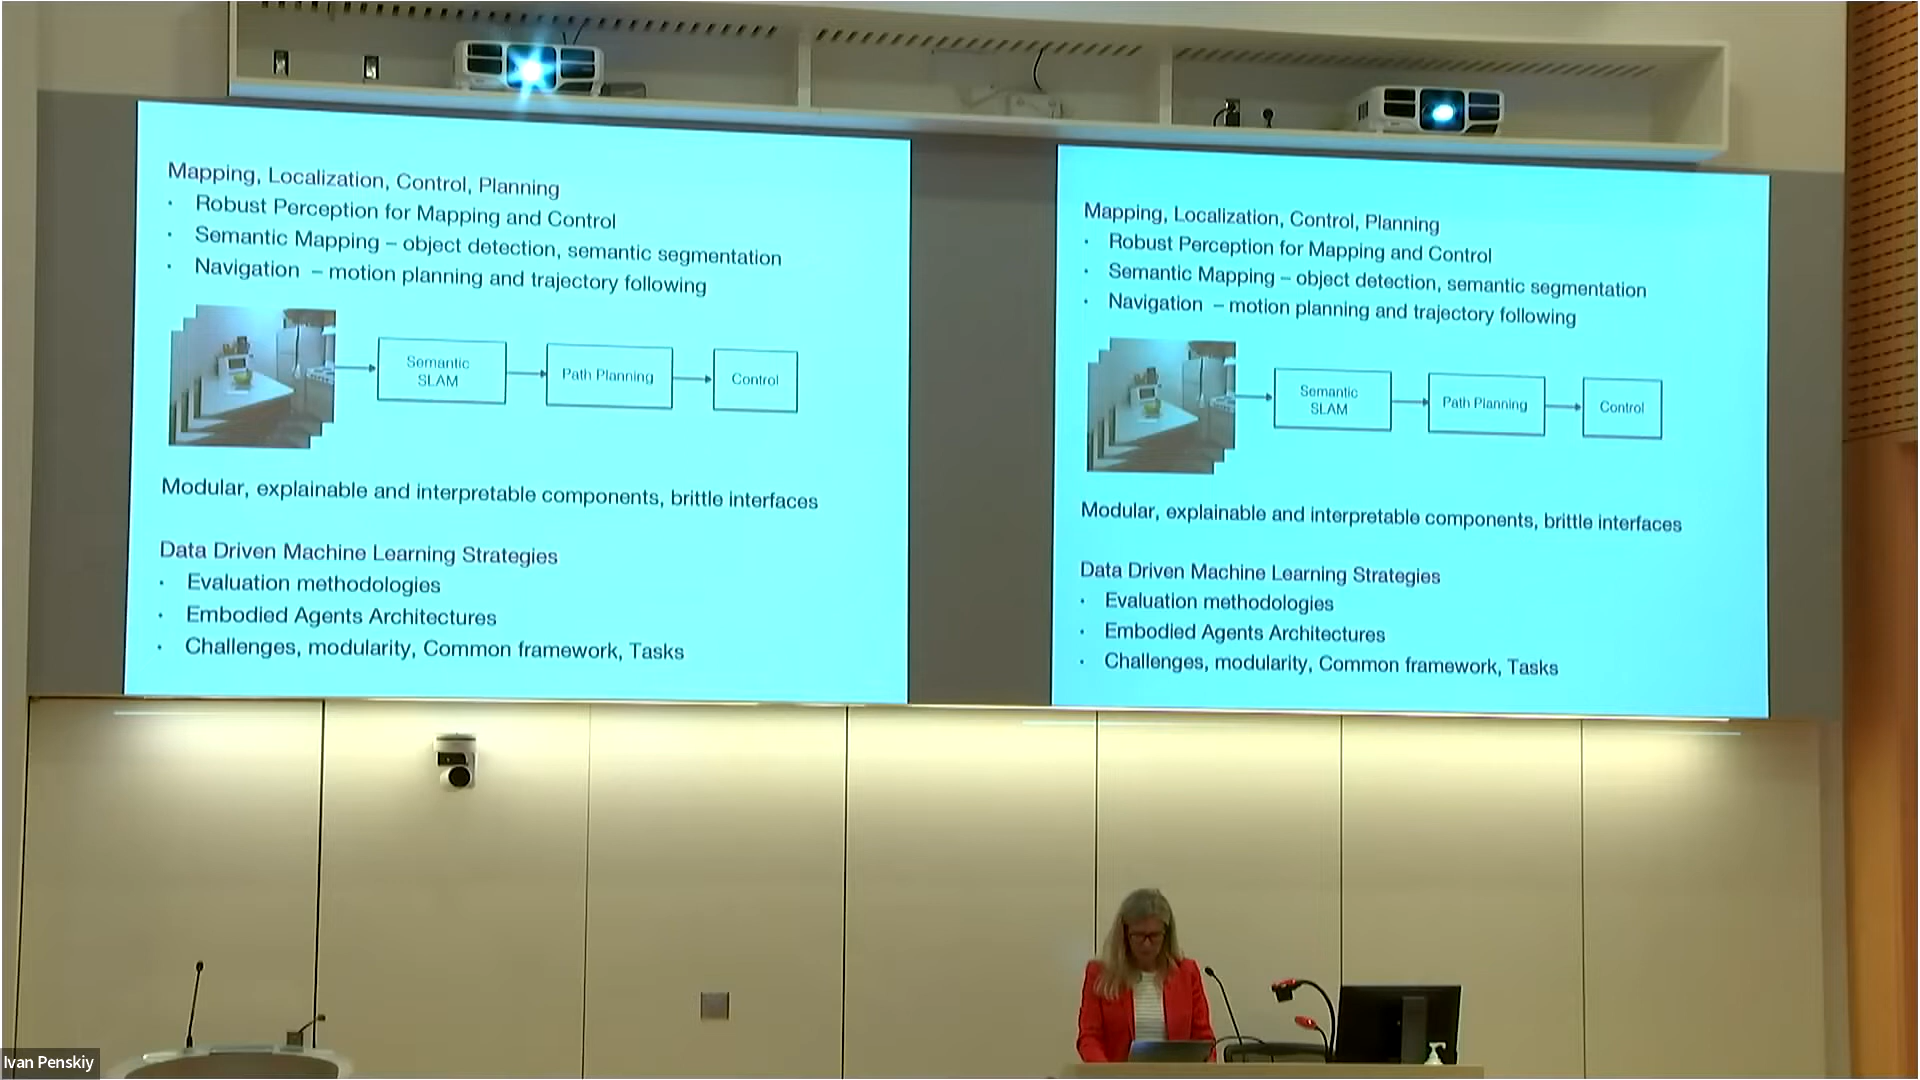 Mapping, Localization, Control, Planning
· Robust Perception for Mapping and Control
· Semantic Mapping – object detection, semantic segmentation
· Navigation – motion planning and trajectory following
Semantic
SLAM
Path Planning
Control
Modular, explainable and interpretable components, brittle interfaces
Data Driven Machine Learning Strategies
· Evaluation methodologies
· Embodied Agents Architectures
· Challenges, modularity, Common framework, Tasks
Mapping, Localization, Control, Planning
· Robust Perception for Mapping and Control
· Semantic Mapping – object detection, semantic segmentation
· Navigation – motion planning and trajectory following
Semantic
SLAM
Path Planning
Control
Modular, explainable and interpretable components, brittle interfaces
Data Driven Machine Learning Strategies
· Evaluation methodologies
· Embodied Agents Architectures
· Challenges, modularity, Common framework, Tasks
Ivan Penskiy